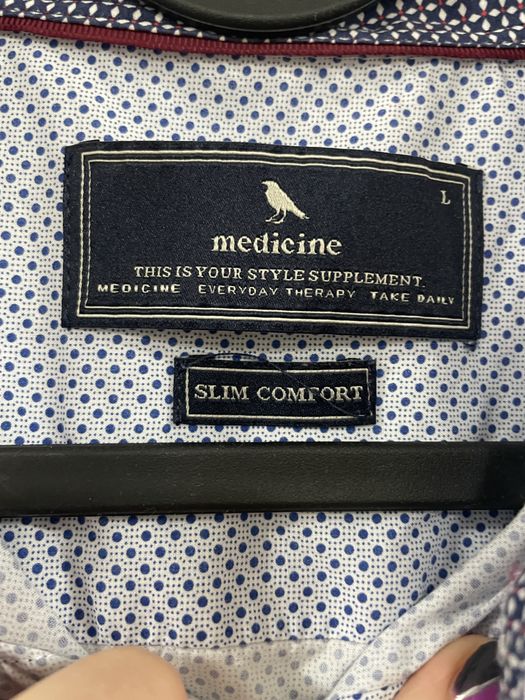 L
medicine
THIS IS YOUR STYLE SUPPLEMENT.
MEDICINE EVERYDAY THERAPY TAKE DAILY
SLIM COMFORT